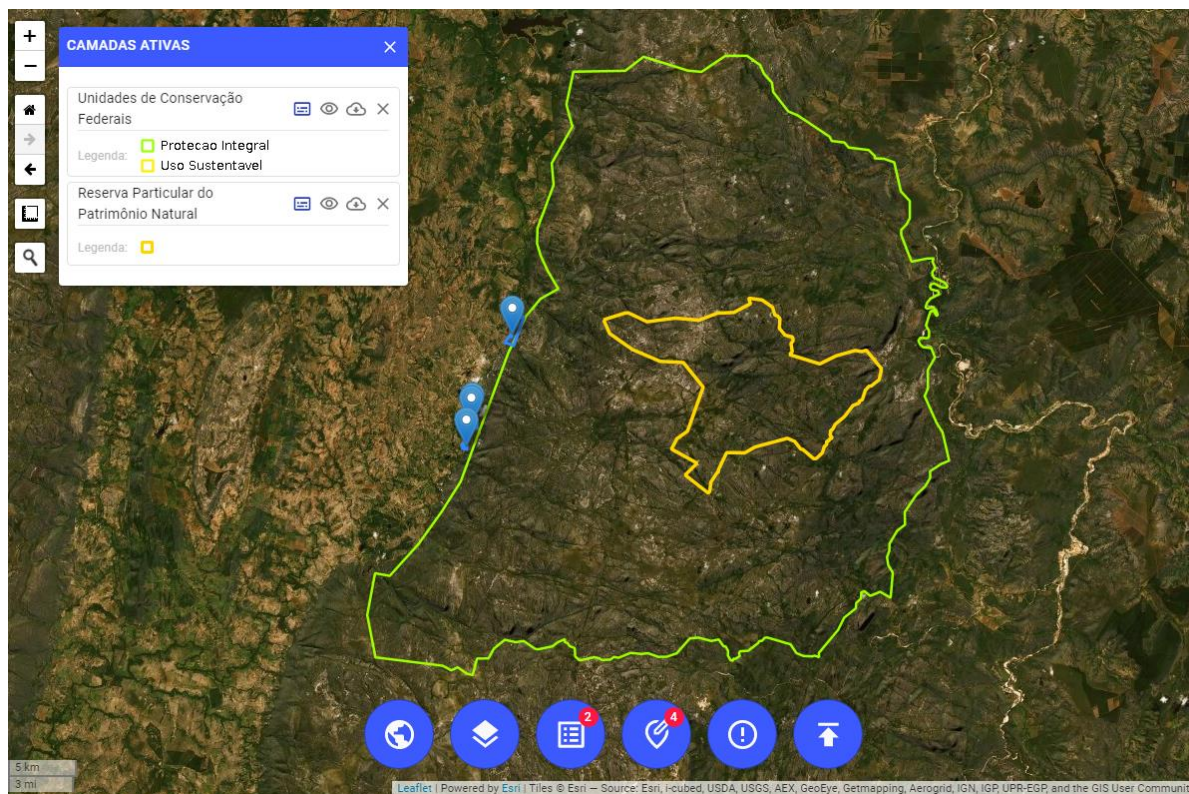 +
CAMADAS ATIVAS
−
Unidades de Conservação
Federais
Legenda:
Protecao Integral
Uso Sustentavel
Reserva Particular do
Patrimônio Natural
Legenda:
2
4
5 km
3 mi
Leaflet | Powered by Esri | Tiles © Esri — Source: Esri, i-cubed, USDA, USGS, AEX, GeoEye, Getmapping, Aerogrid, IGN, IGP, UPR-EGP, and the GIS User Communit